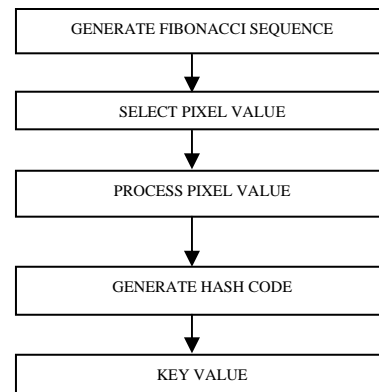 GENERATE FIBONACCI SEQUENCE
SELECT PIXEL VALUE
PROCESS PIXEL VALUE
GENERATE HASH CODE
KEY VALUE